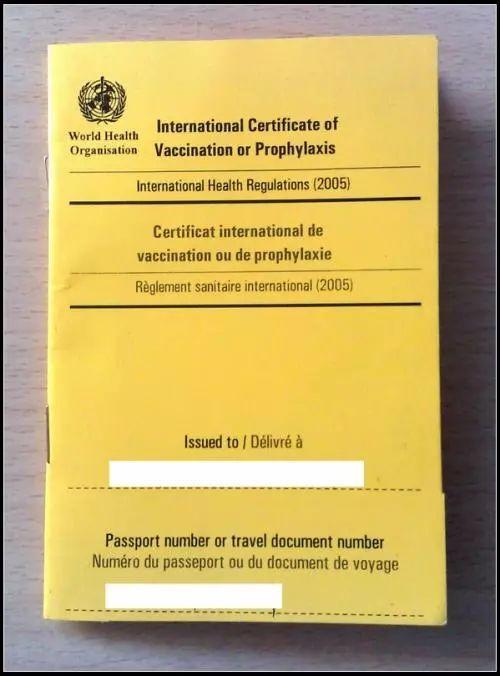 World Health
Organisation
International Certificate of
Vaccination or Prophylaxis
International Health Regulations (2005)
Certificat international de
vaccination ou de prophylaxie
Règlement sanitaire international (2005)
Issued to / Délivré à
Passport number or travel document number
Numéro du passeport ou du document de voyage